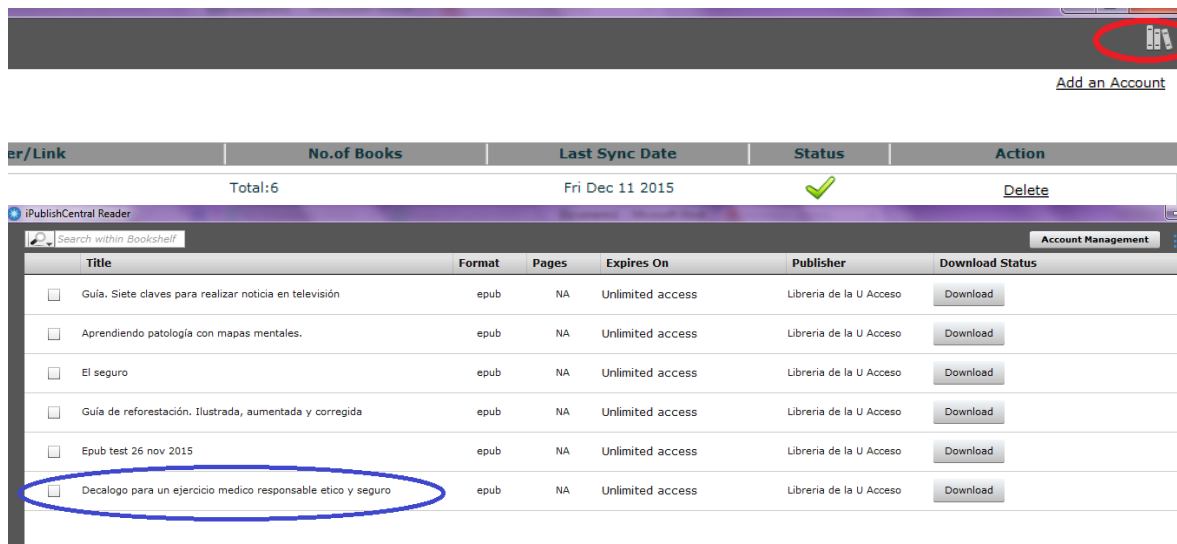 Add an Account
er/Link No.of Books Last Sync Date Status Action
Total:6 Fri Dec 11 2015 Delete
iPublishCentral Reader
Search within Bookshelf Account Management
Title Format Pages Expires On Publisher Download Status
Guía. Siete claves para realizar noticia en televisión epub NA Unlimited access Libreria de la U Acceso Download
Aprendiendo patología con mapas mentales. epub NA Unlimited access Libreria de la U Acceso Download
El seguro epub NA Unlimited access Libreria de la U Acceso Download
Guía de reforestación. Ilustrada, aumentada y corregida epub NA Unlimited access Libreria de la U Acceso Download
Epub test 26 nov 2015 epub NA Unlimited access Libreria de la U Acceso Download
Decalogo para un ejercicio medico responsable etico y seguro epub NA Unlimited access Libreria de la U Acceso Download